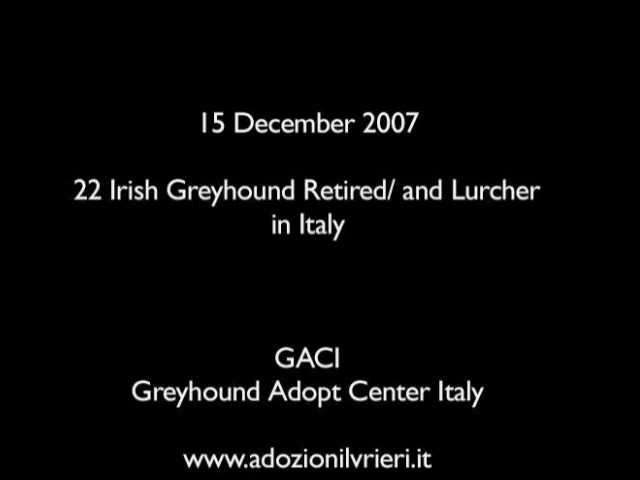 15 December 2007
22 Irish Greyhound Retired/ and Lurcher
in Italy
GACI
Greyhound Adopt Center Italy
www.adozionilvrieri.it